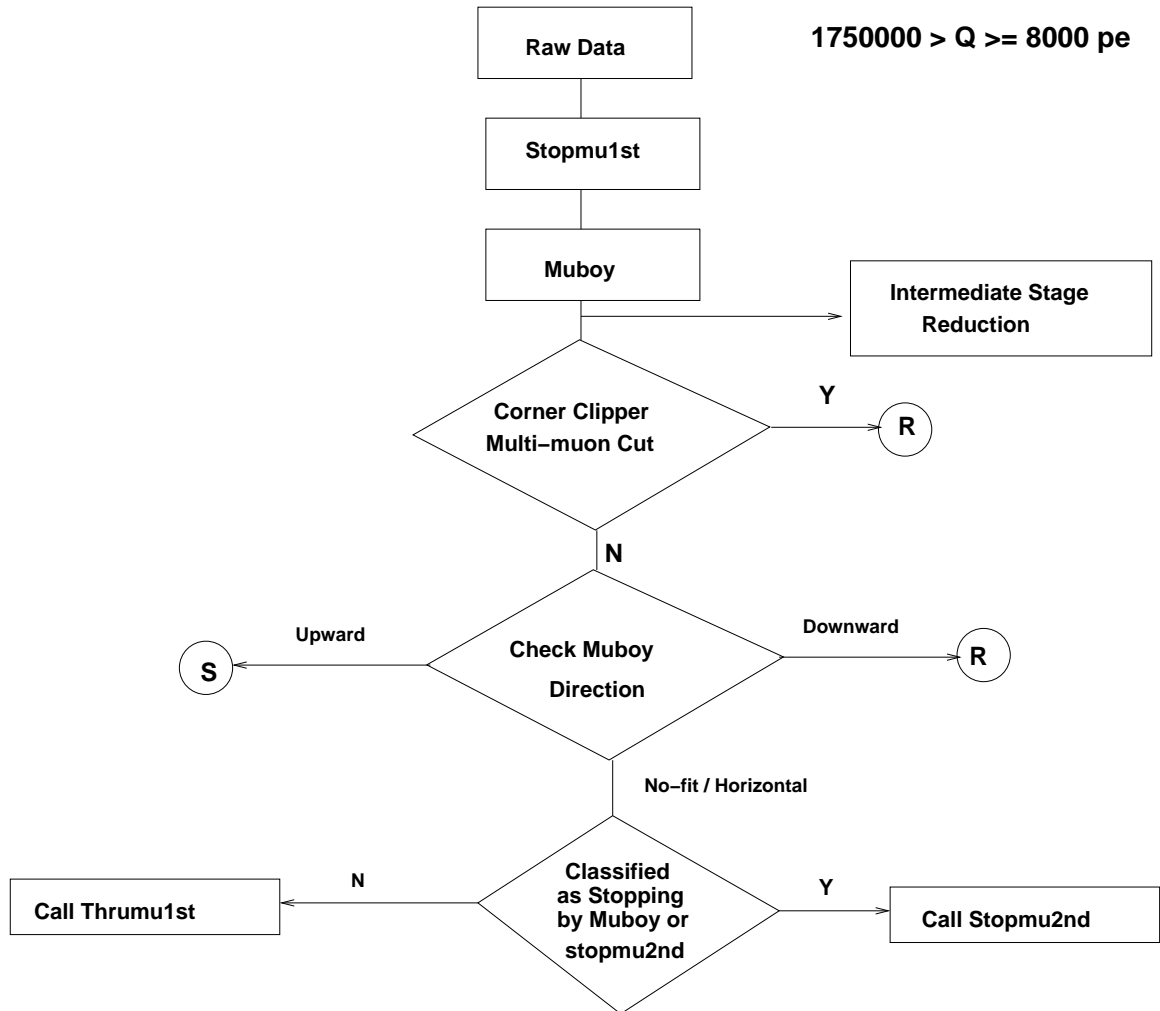 Raw Data
1750000 > Q >= 8000 pe
Stopmu1st
Muboy
Intermediate Stage
Reduction
Corner Clipper
Multi−muon Cut
Y
R
N
Upward
Downward
S
Check Muboy
Direction
R
No−fit / Horizontal
Classified
as Stopping
by Muboy or
stopmu2nd
N
Y
Call Thrumu1st
Call Stopmu2nd